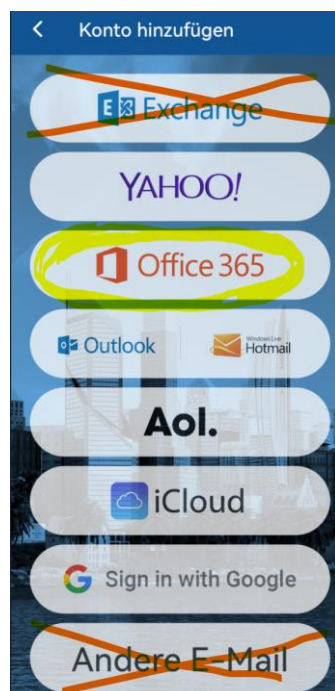 Konto hinzufügen
E Exchange
YAHOO!
Office 365
Outlook
Windows Live
Hotmail
Aol.
iCloud
G Sign in with Google
Andere E-Mail